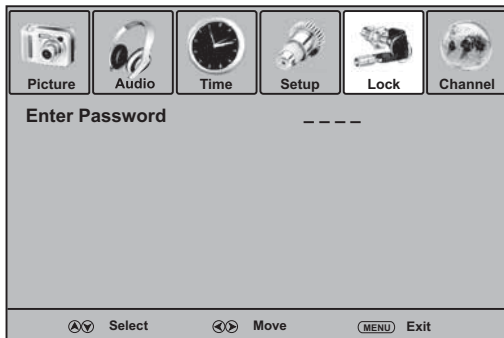 Picture Audio Time Setup Lock Channel
Enter Password _ _ _ _
Select Move MENU Exit